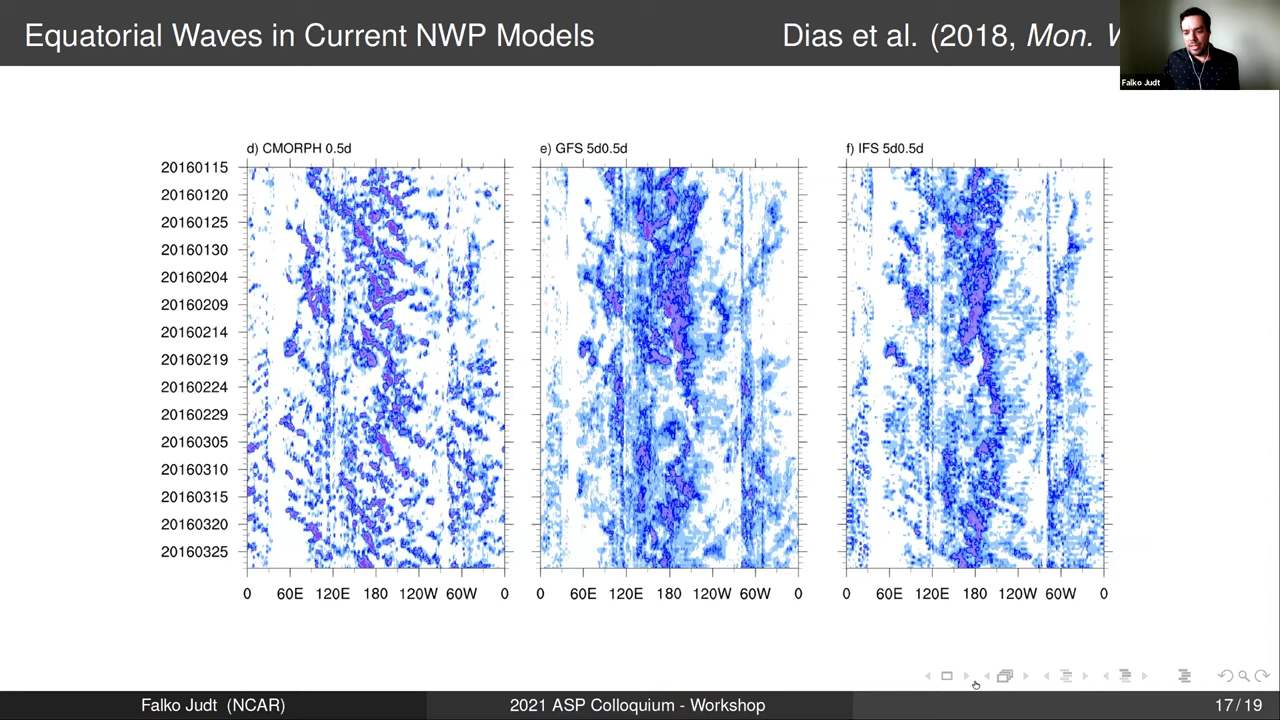 Equatorial Waves in Current NWP Models
Dias et al. (2018, Mon. W
Falko Judt
d) CMORPH 0.5d
e) GFS 5d0.5d
f) IFS 5d0.5d
20160115
20160120
20160125
20160130
20160204
20160209
20160214
20160219
20160224
20160229
20160305
20160310
20160315
20160320
20160325
0 60E 120E 180 120W 60W 0
0 60E 120E 180 120W 60W 0
0 60E 120E 180 120W 60W 0
Falko Judt (NCAR)
2021 ASP Colloquium - Workshop
17 / 19